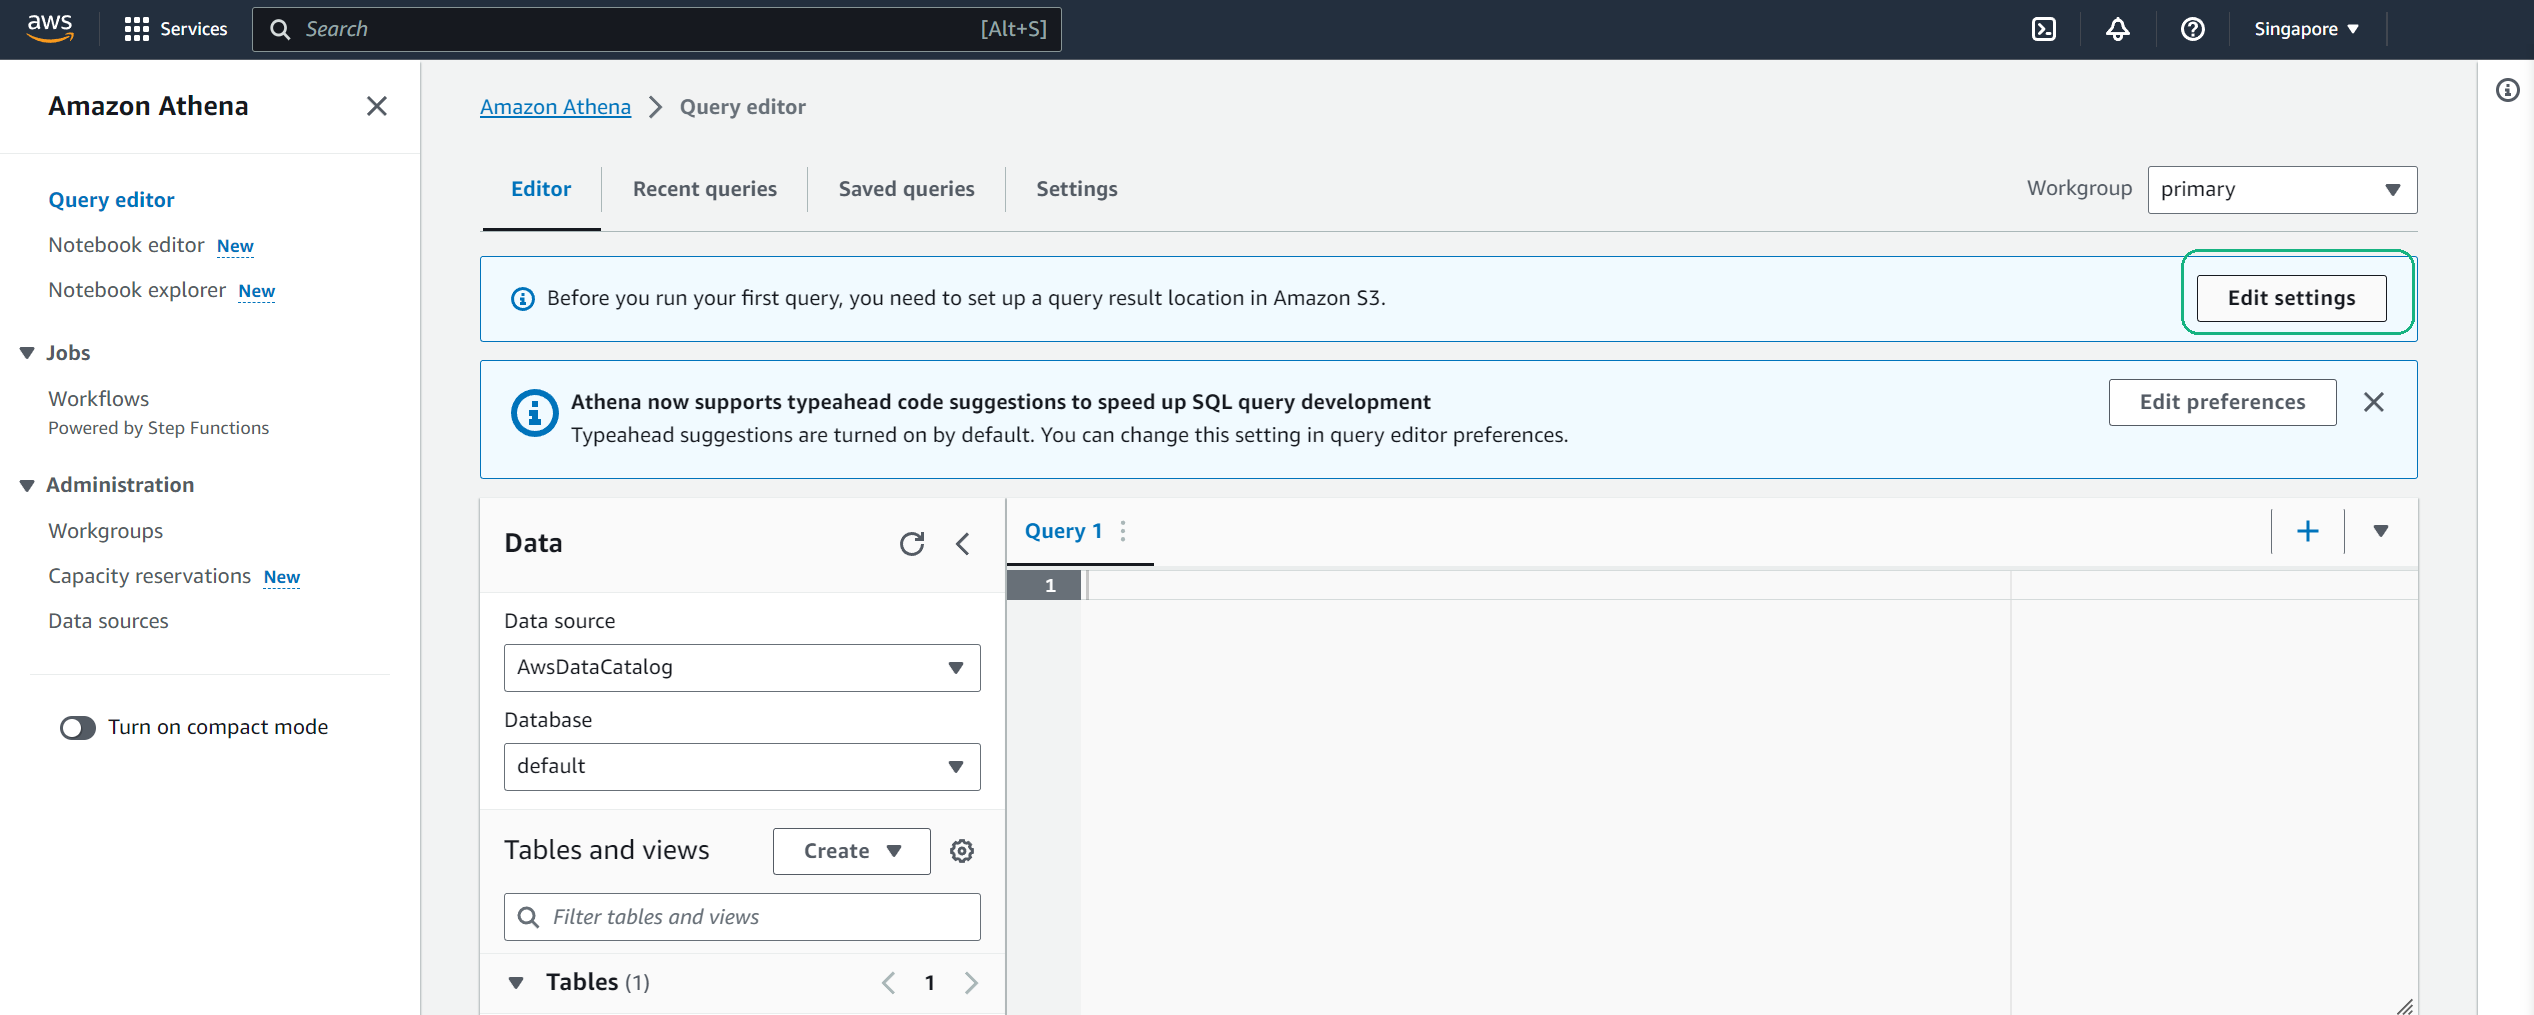 aws
Services
Search [Alt+S]
Singapore
Amazon Athena
Query editor
Notebook editor New
Notebook explorer New
Jobs
Workflows
Powered by Step Functions
Administration
Workgroups
Capacity reservations New
Data sources
Turn on compact mode
Amazon Athena > Query editor
Editor
Recent queries
Saved queries
Settings
Workgroup
primary
Before you run your first query, you need to set up a query result location in Amazon S3.
Edit settings
Athena now supports typeahead code suggestions to speed up SQL query development
Typeahead suggestions are turned on by default. You can change this setting in query editor preferences.
Edit preferences
Data
Data source
AwsDataCatalog
Database
default
Tables and views
Create
Filter tables and views
Tables (1)
1
Query 1
1